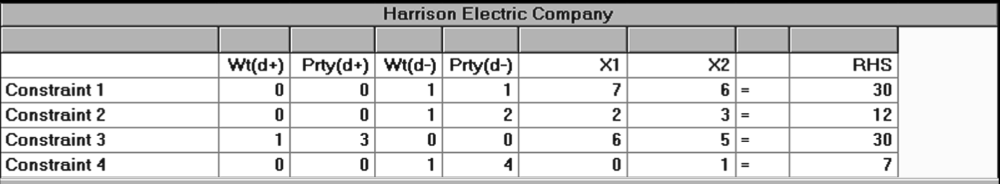 Harrison Electric Company
Wt(d+) Prty(d+) Wt(d-) Prty(d-) X1 X2 RHS
Constraint 1 0 0 1 1 7 6 = 30
Constraint 2 0 0 1 2 2 3 = 12
Constraint 3 1 3 0 0 6 5 = 30
Constraint 4 0 0 1 4 0 1 = 7